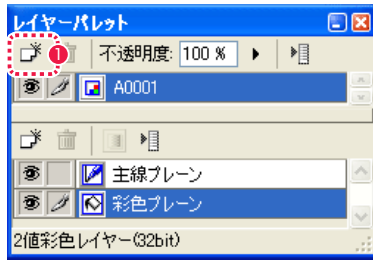 レイヤーパレット
1 不透明度: 100 %
A0001
主線プレーン
彩色プレーン
2値彩色レイヤー(32bit)